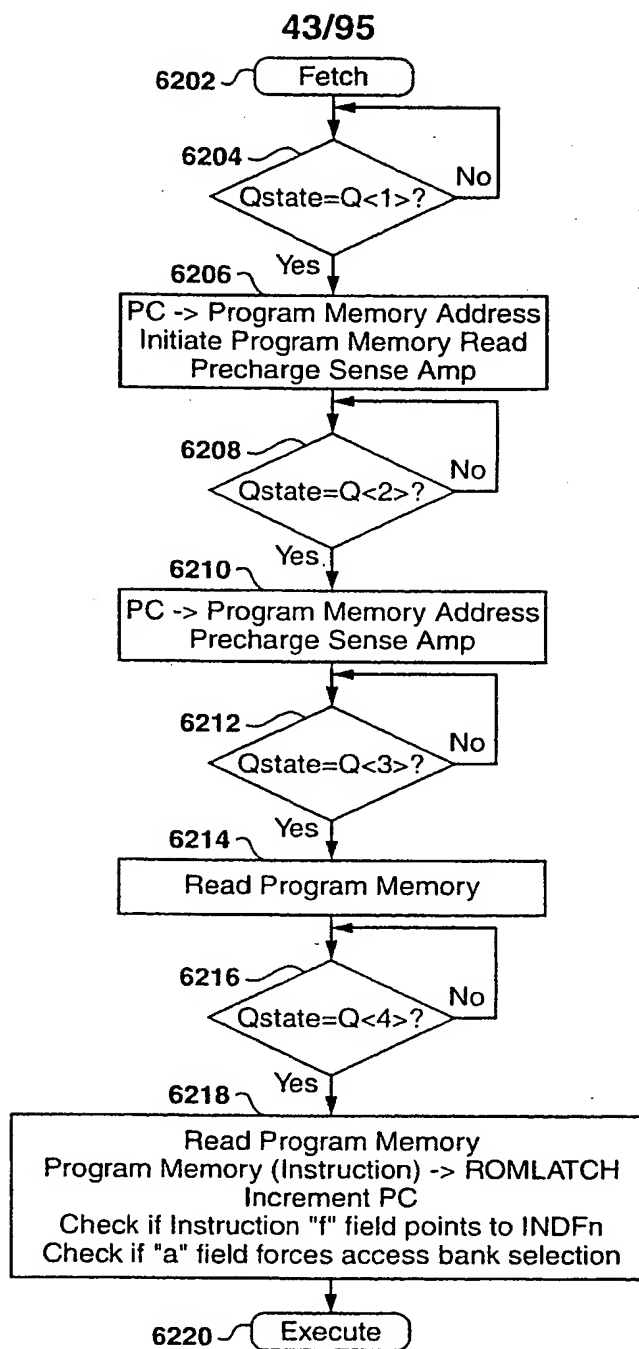 43/95
6202
Fetch
6204
Qstate=Q<1>?
No
Yes
6206
PC -> Program Memory Address
Initiate Program Memory Read
Precharge Sense Amp
6208
Qstate=Q<2>?
No
Yes
6210
PC -> Program Memory Address
Precharge Sense Amp
6212
Qstate=Q<3>?
No
Yes
6214
Read Program Memory
6216
Qstate=Q<4>?
No
Yes
6218
Read Program Memory
Program Memory (Instruction) -> ROMLATCH
Increment PC
Check if Instruction "f" field points to INDFn
Check if "a" field forces access bank selection
6220
Execute